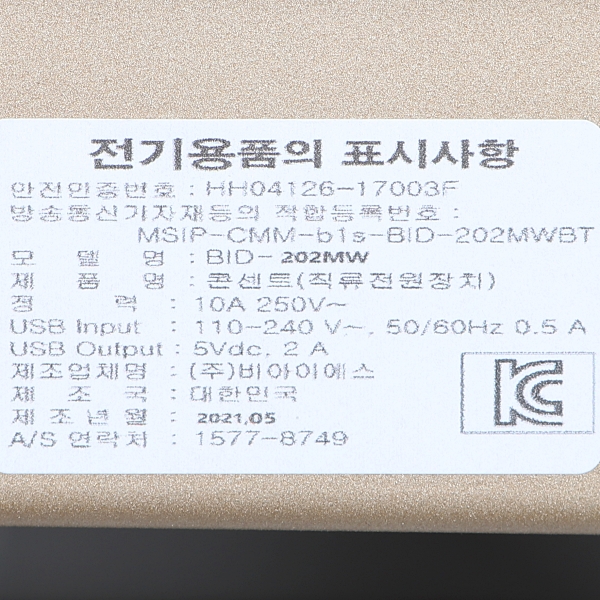 전기용품의 표시사항
안전인증번호 : HH04126-17003F
방송통신기자재등의 적합등록번호 :
MSIP-CMM-b1s-BID-202MWBT
모 델 명 : BID-202MW
제 품 명 : 콘센트(직류전원장치)
정 력 : 10A 250V~
USB Input : 110-240 V~, 50/60Hz 0.5 A
USB Output : 5Vdc, 2 A
제조업체명 : (주)비아이에스
제 조 국 : 대한민국
제 조 년 월 : 2021.05
A/S 연락처 : 1577-8749